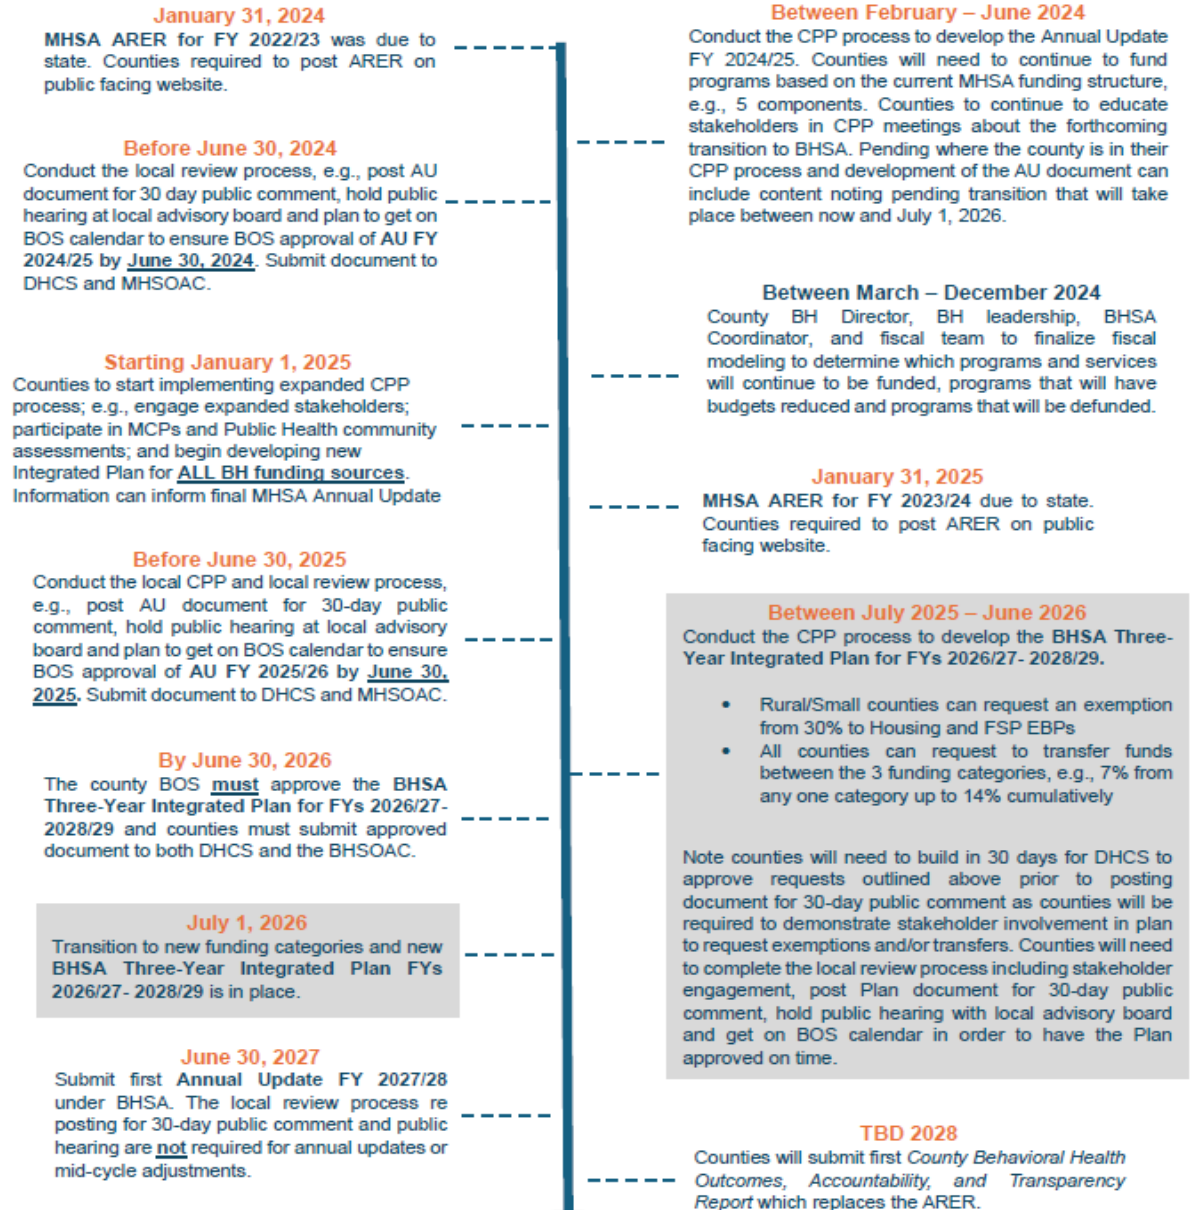 January 31, 2024
MHSA ARER for FY 2022/23 was due to
state. Counties required to post ARER on
public facing website.
Between February – June 2024
Conduct the CPP process to develop the Annual Update
FY 2024/25. Counties will need to continue to fund
programs based on the current MHSA funding structure,
e.g., 5 components. Counties to continue to educate
stakeholders in CPP meetings about the forthcoming
transition to BHSA. Pending where the county is in their
CPP process and development of the AU document can
include content noting pending transition that will take
place between now and July 1, 2026.
Before June 30, 2024
Conduct the local review process, e.g., post AU
document for 30 day public comment, hold public
hearing at local advisory board and plan to get on
BOS calendar to ensure BOS approval of AU FY
2024/25 by June 30, 2024. Submit document to
DHCS and MHSOAC.
Between March – December 2024
County BH Director, BH leadership, BHSA
Coordinator, and fiscal team to finalize fiscal
modeling to determine which programs and services
will continue to be funded, programs that will have
budgets reduced and programs that will be defunded.
Starting January 1, 2025
Counties to start implementing expanded CPP
process; e.g., engage expanded stakeholders;
participate in MCPs and Public Health community
assessments; and begin developing new
Integrated Plan for ALL BH funding sources.
Information can inform final MHSA Annual Update
January 31, 2025
MHSA ARER for FY 2023/24 due to state.
Counties required to post ARER on public
facing website.
Before June 30, 2025
Conduct the local CPP and local review process,
e.g., post AU document for 30-day public
comment, hold public hearing at local advisory
board and plan to get on BOS calendar to ensure
BOS approval of AU FY 2025/26 by June 30,
2025. Submit document to DHCS and MHSOAC.
Between July 2025 – June 2026
Conduct the CPP process to develop the BHSA Three-
Year Integrated Plan for FYs 2026/27- 2028/29.
• Rural/Small counties can request an exemption
from 30% to Housing and FSP EBPs
• All counties can request to transfer funds
between the 3 funding categories, e.g., 7% from
any one category up to 14% cumulatively
Note counties will need to build in 30 days for DHCS to
approve requests outlined above prior to posting
document for 30-day public comment as counties will be
required to demonstrate stakeholder involvement in plan
to request exemptions and/or transfers. Counties will need
to complete the local review process including stakeholder
engagement, post Plan document for 30-day public
comment, hold public hearing with local advisory board
and get on BOS calendar in order to have the Plan
approved on time.
By June 30, 2026
The county BOS must approve the BHSA
Three-Year Integrated Plan for FYs 2026/27-
2028/29 and counties must submit approved
document to both DHCS and the BHSOAC.
July 1, 2026
Transition to new funding categories and new
BHSA Three-Year Integrated Plan FYs
2026/27- 2028/29 is in place.
June 30, 2027
Submit first Annual Update FY 2027/28
under BHSA. The local review process re
posting for 30-day public comment and public
hearing are not required for annual updates or
mid-cycle adjustments.
TBD 2028
Counties will submit first County Behavioral Health
Outcomes, Accountability, and Transparency
Report which replaces the ARER.